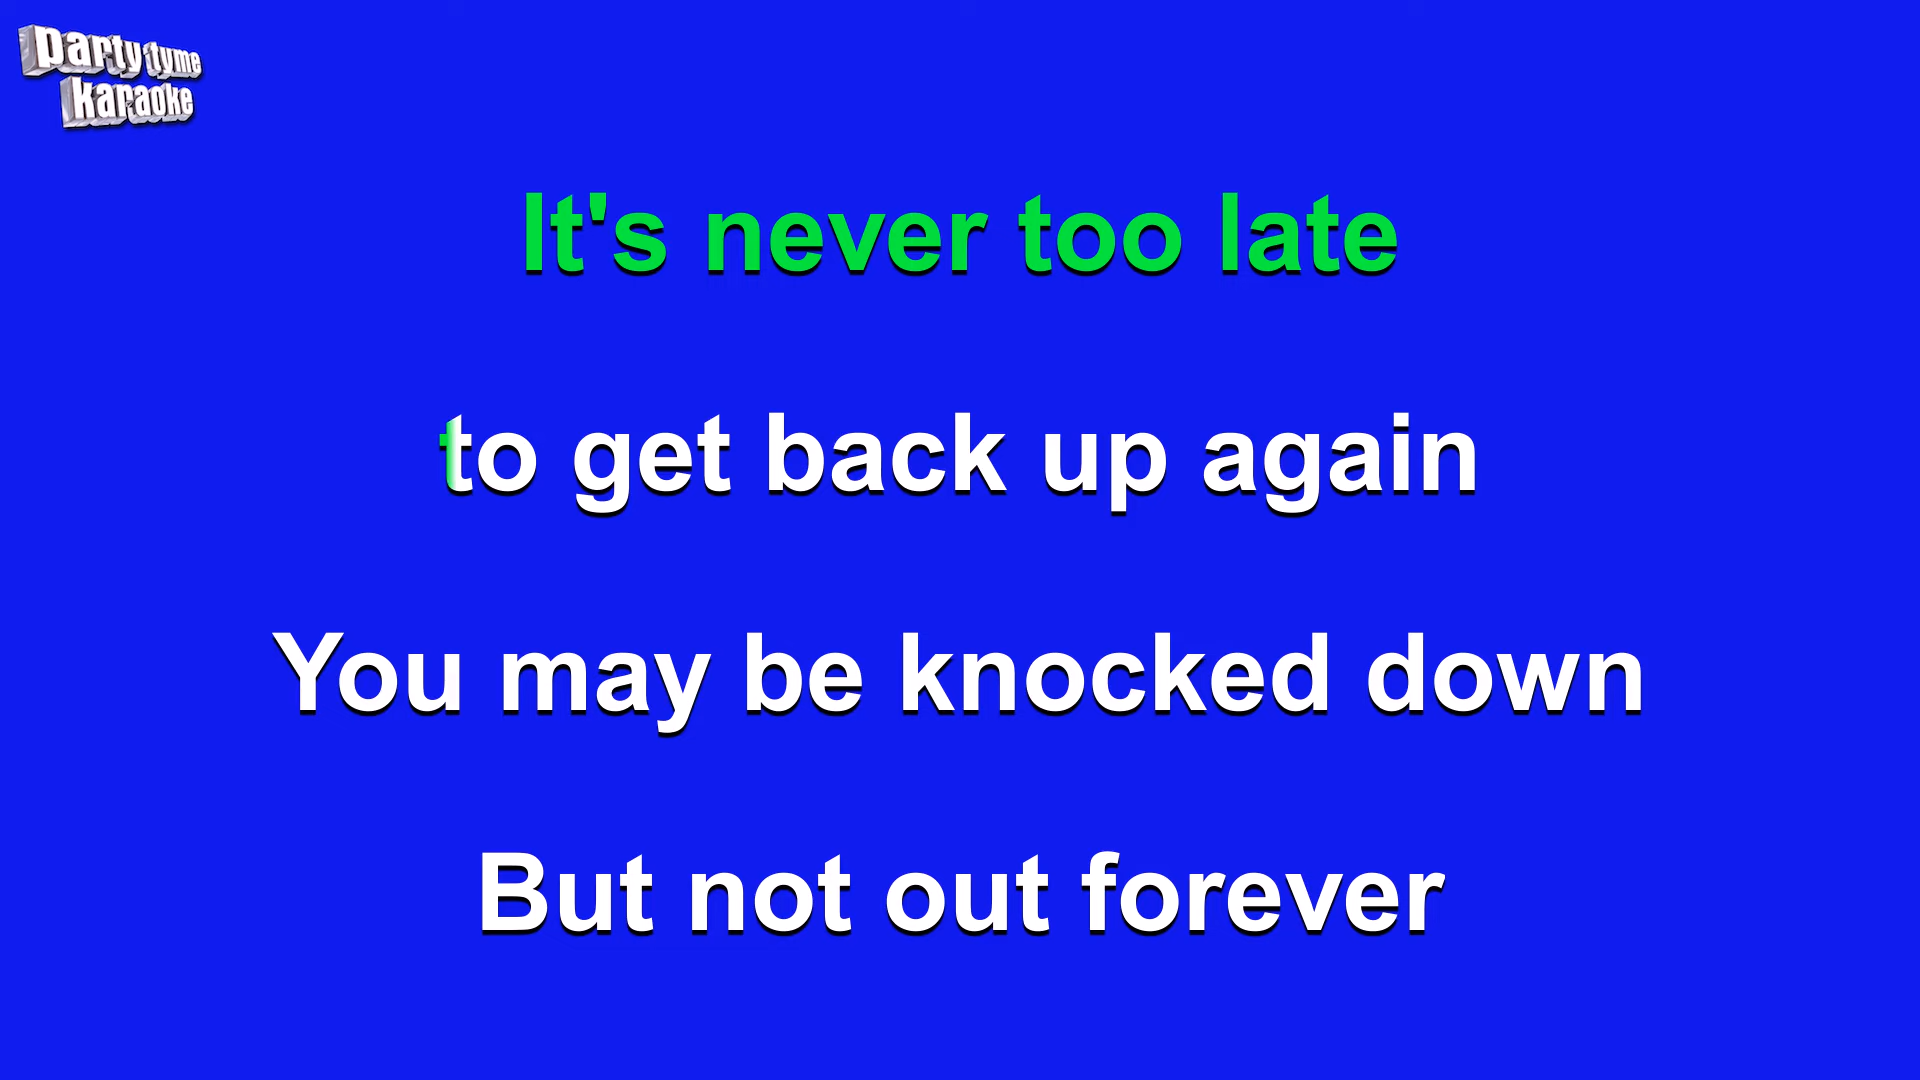 party tyme
karaoke
It's never too late
to get back up again
You may be knocked down
But not out forever